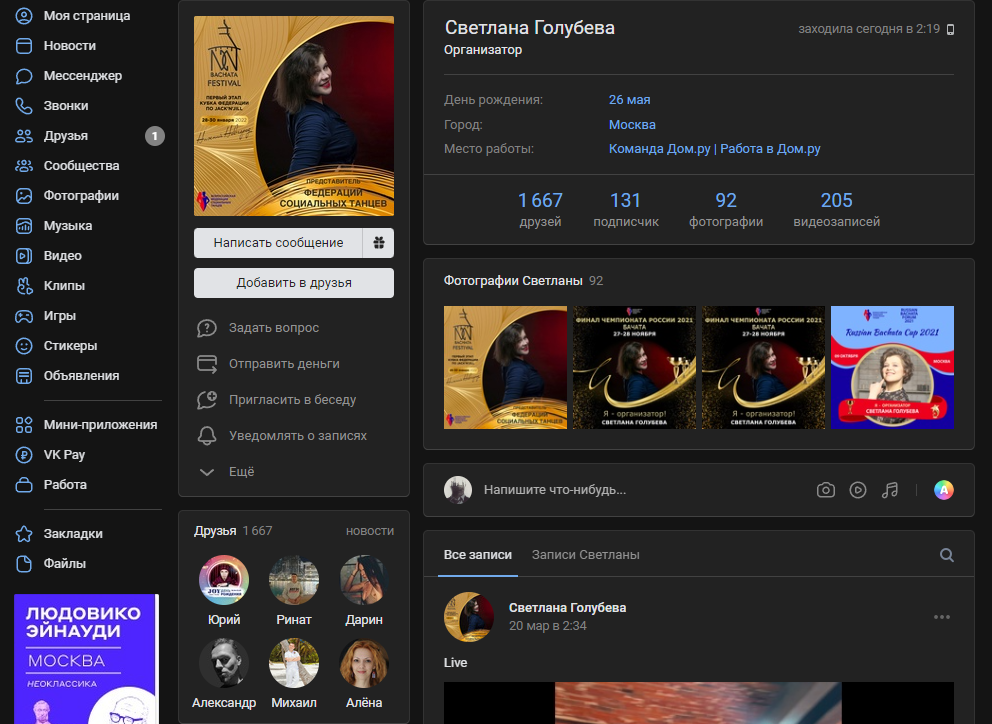 Моя страница
Новости
Мессенджер
Звонки
Друзья 1
Сообщества
Фотографии
Музыка
Видео
Клипы
Игры
Стикеры
Объявления
Мини-приложения
VK Pay
Работа
Закладки
Файлы
ЛЮДОВИКО
ЭЙНАУДИ
МОСКВА
НЕОКЛАССИКА
BACHATA
FESTIVAL
ПЕРВЫЙ ЭТАП
КУБКА ФЕДЕРАЦИИ
ПО JACK'N'JILL
28-30 января 2022
ПРЕДСТАВИТЕЛЬ
ФЕДЕРАЦИИ
СОЦИАЛЬНЫХ ТАНЦЕВ
Написать сообщение
Добавить в друзья
Задать вопрос
Отправить деньги
Пригласить в беседу
Уведомлять о записях
Ещё
Друзья 1 667 новости
Юрий Ринат Дарин
Александр Михаил Алёна
Светлана Голубева заходила сегодня в 2:19
Организатор
День рождения: 26 мая
Город: Москва
Место работы: Команда Дом.ру | Работа в Дом.ру
1 667 131 92 205
друзей подписчик фотографии видеозаписей
Фотографии Светланы 92
BACHATA
FESTIVAL
ПРЕДСТАВИТЕЛЬ
ФЕДЕРАЦИИ
СОЦИАЛЬНЫХ ТАНЦЕВ
ФИНАЛ ЧЕМПИОНАТА РОССИИ 2021
БАЧАТА
27-28 НОЯБРЯ
Я - организатор!
СВЕТЛАНА ГОЛУБЕВА
ФИНАЛ ЧЕМПИОНАТА РОССИИ 2021
БАЧАТА
27-28 НОЯБРЯ
Я - организатор!
СВЕТЛАНА ГОЛУБЕВА
Russian Bachata Cup 2021
МОСКВА
Я - ОРГАНИЗАТОР
СВЕТЛАНА ГОЛУБЕВА
Напишите что-нибудь...
Все записи Записи Светланы
Светлана Голубева
20 мар в 2:34
Live